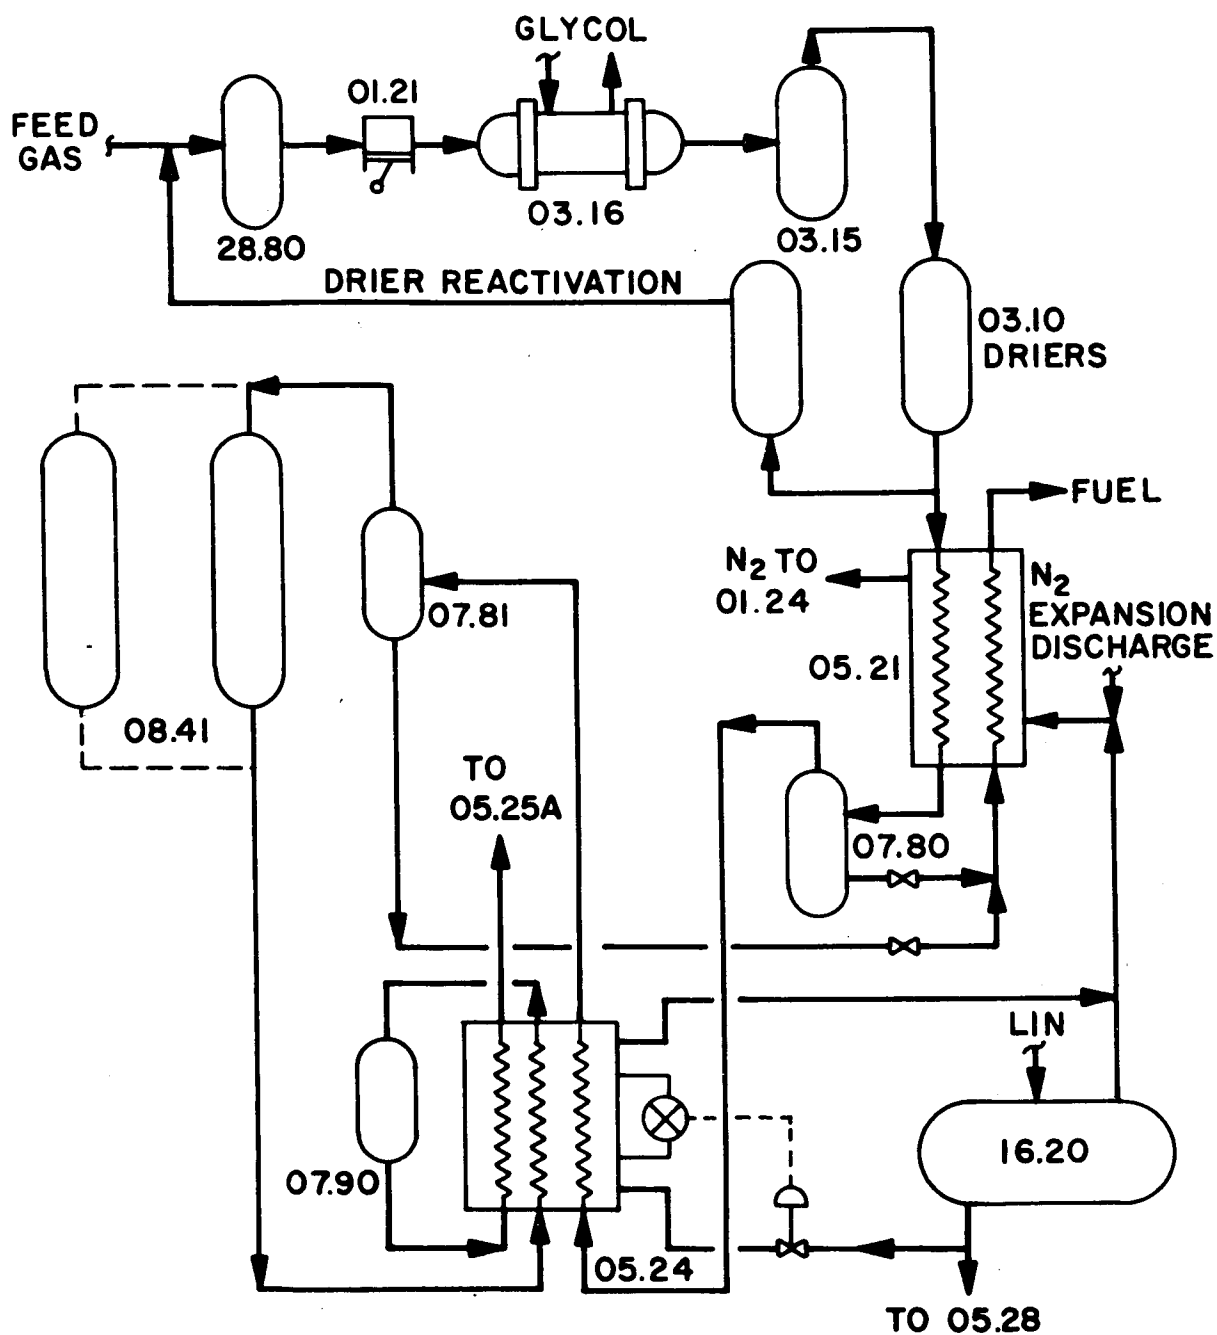 GLYCOL
01.21
FEED
GAS
03.16
28.80
03.15
DRIER REACTIVATION
03.10
DRIERS
FUEL
N2 TO
01.24
N2
EXPANSION
DISCHARGE
07.81
05.21
08.41
TO
05.25A
07.80
LIN
16.20
07.90
05.24
TO 05.28